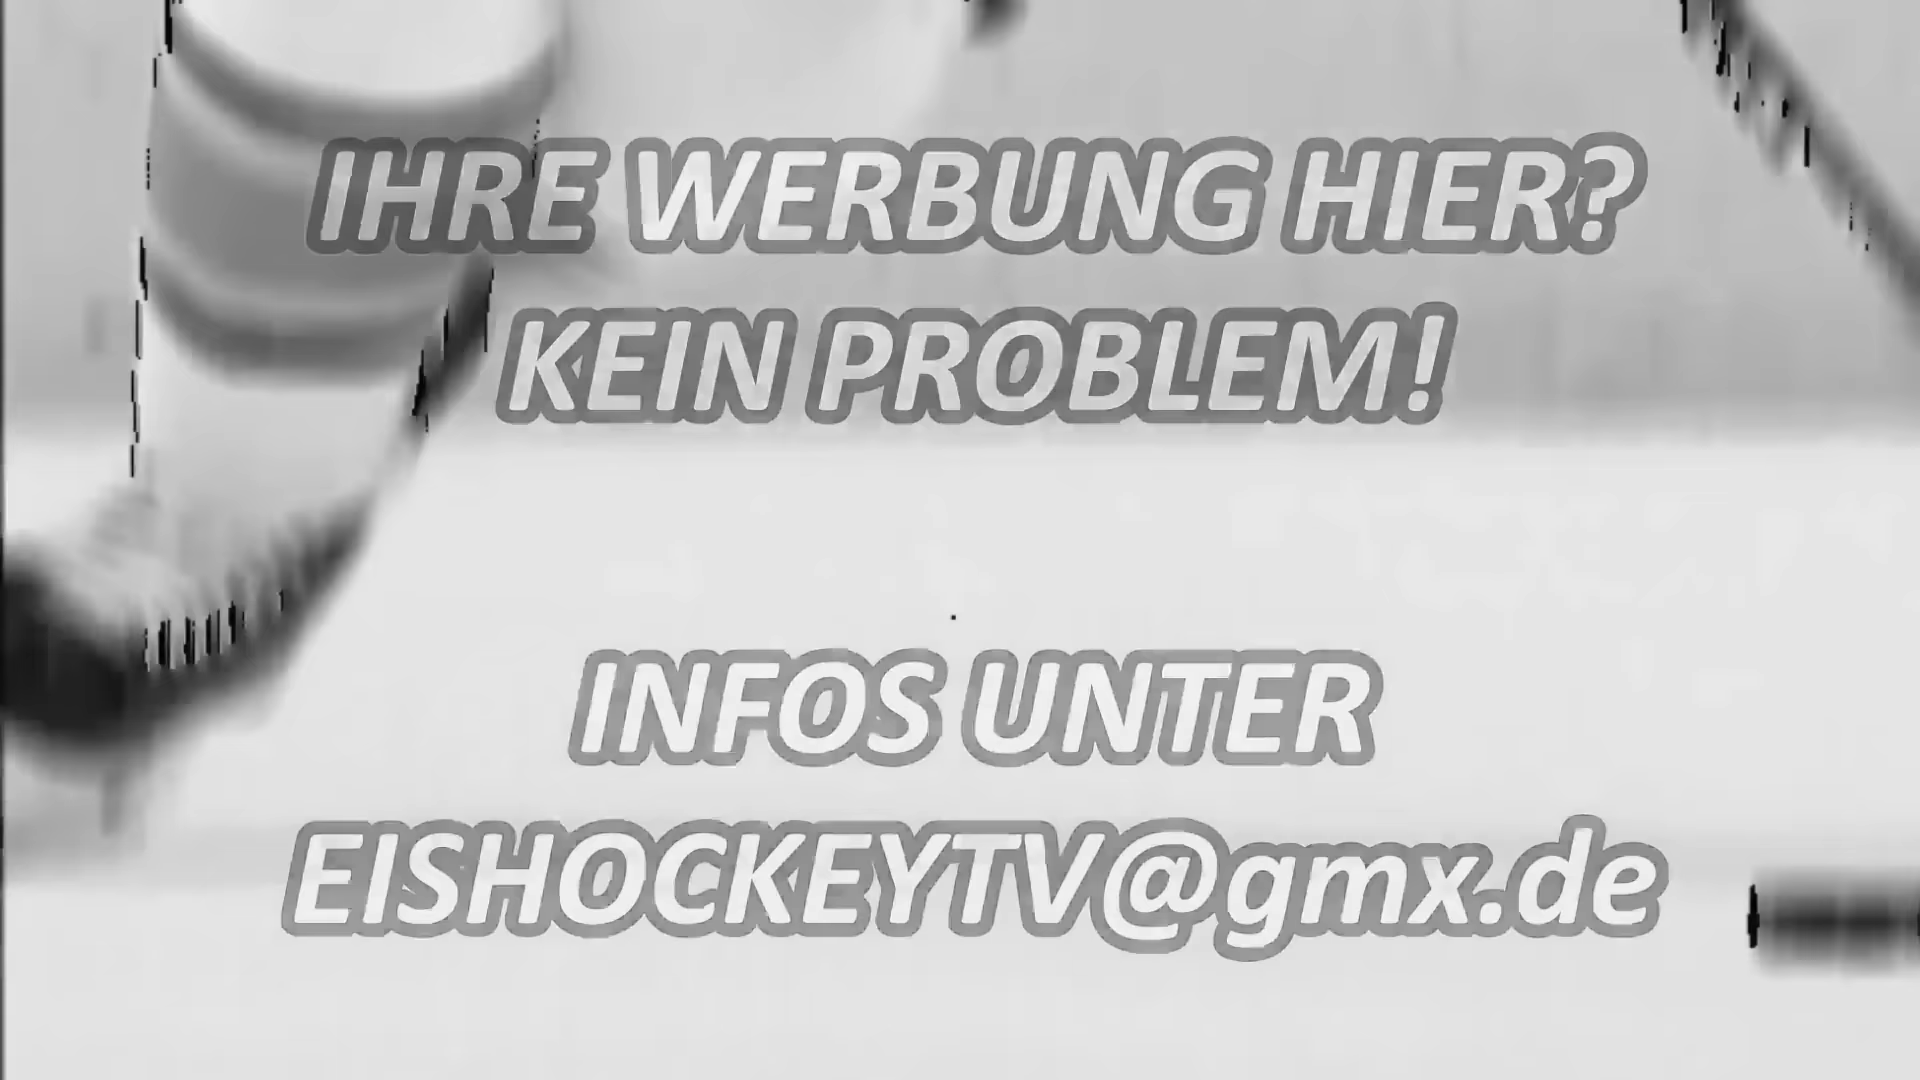 IHRE WERBUNG HIER?
KEIN PROBLEM!
INFOS UNTER
EISHOCKEYTV@gmx.de